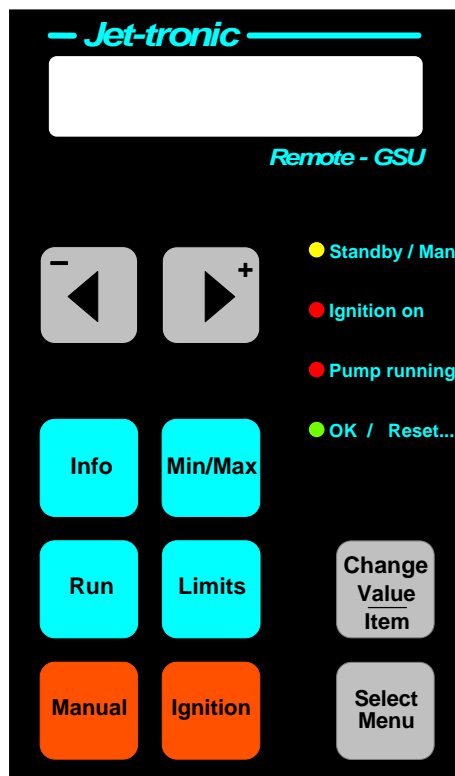 Jet-tronic
Remote - GSU
-
+
Standby / Man
Ignition on
Pump running
OK / Reset...
Info
Min/Max
Run
Limits
Change
Value
Item
Manual
Ignition
Select
Menu